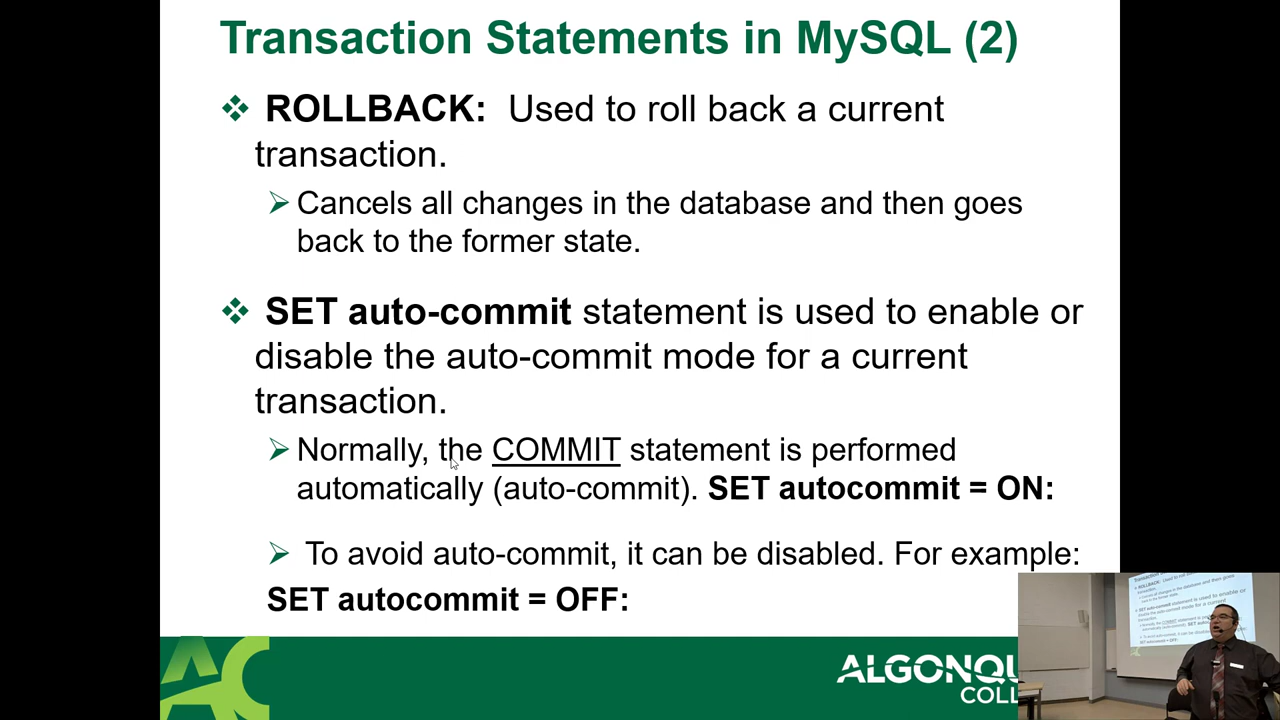 Transaction Statements in MySQL (2)
❖ ROLLBACK: Used to roll back a current
transaction.
➢ Cancels all changes in the database and then goes
back to the former state.
❖ SET auto-commit statement is used to enable or
disable the auto-commit mode for a current
transaction.
➢ Normally, the COMMIT statement is performed
automatically (auto-commit). SET autocommit = ON:
➢ To avoid auto-commit, it can be disabled. For example:
SET autocommit = OFF:
AC
ALGONQU
COLL